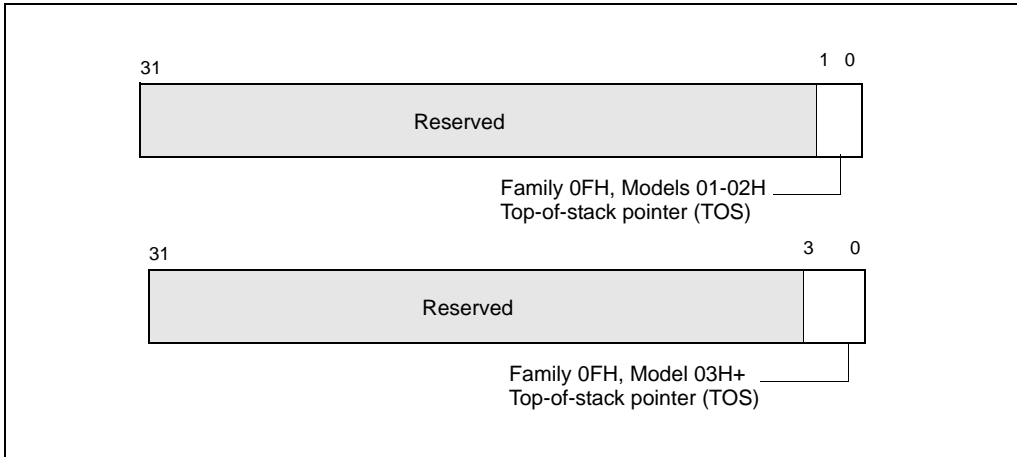 31 1 0
Reserved
Family 0FH, Models 01-02H
Top-of-stack pointer (TOS)
31 3 0
Reserved
Family 0FH, Model 03H+
Top-of-stack pointer (TOS)